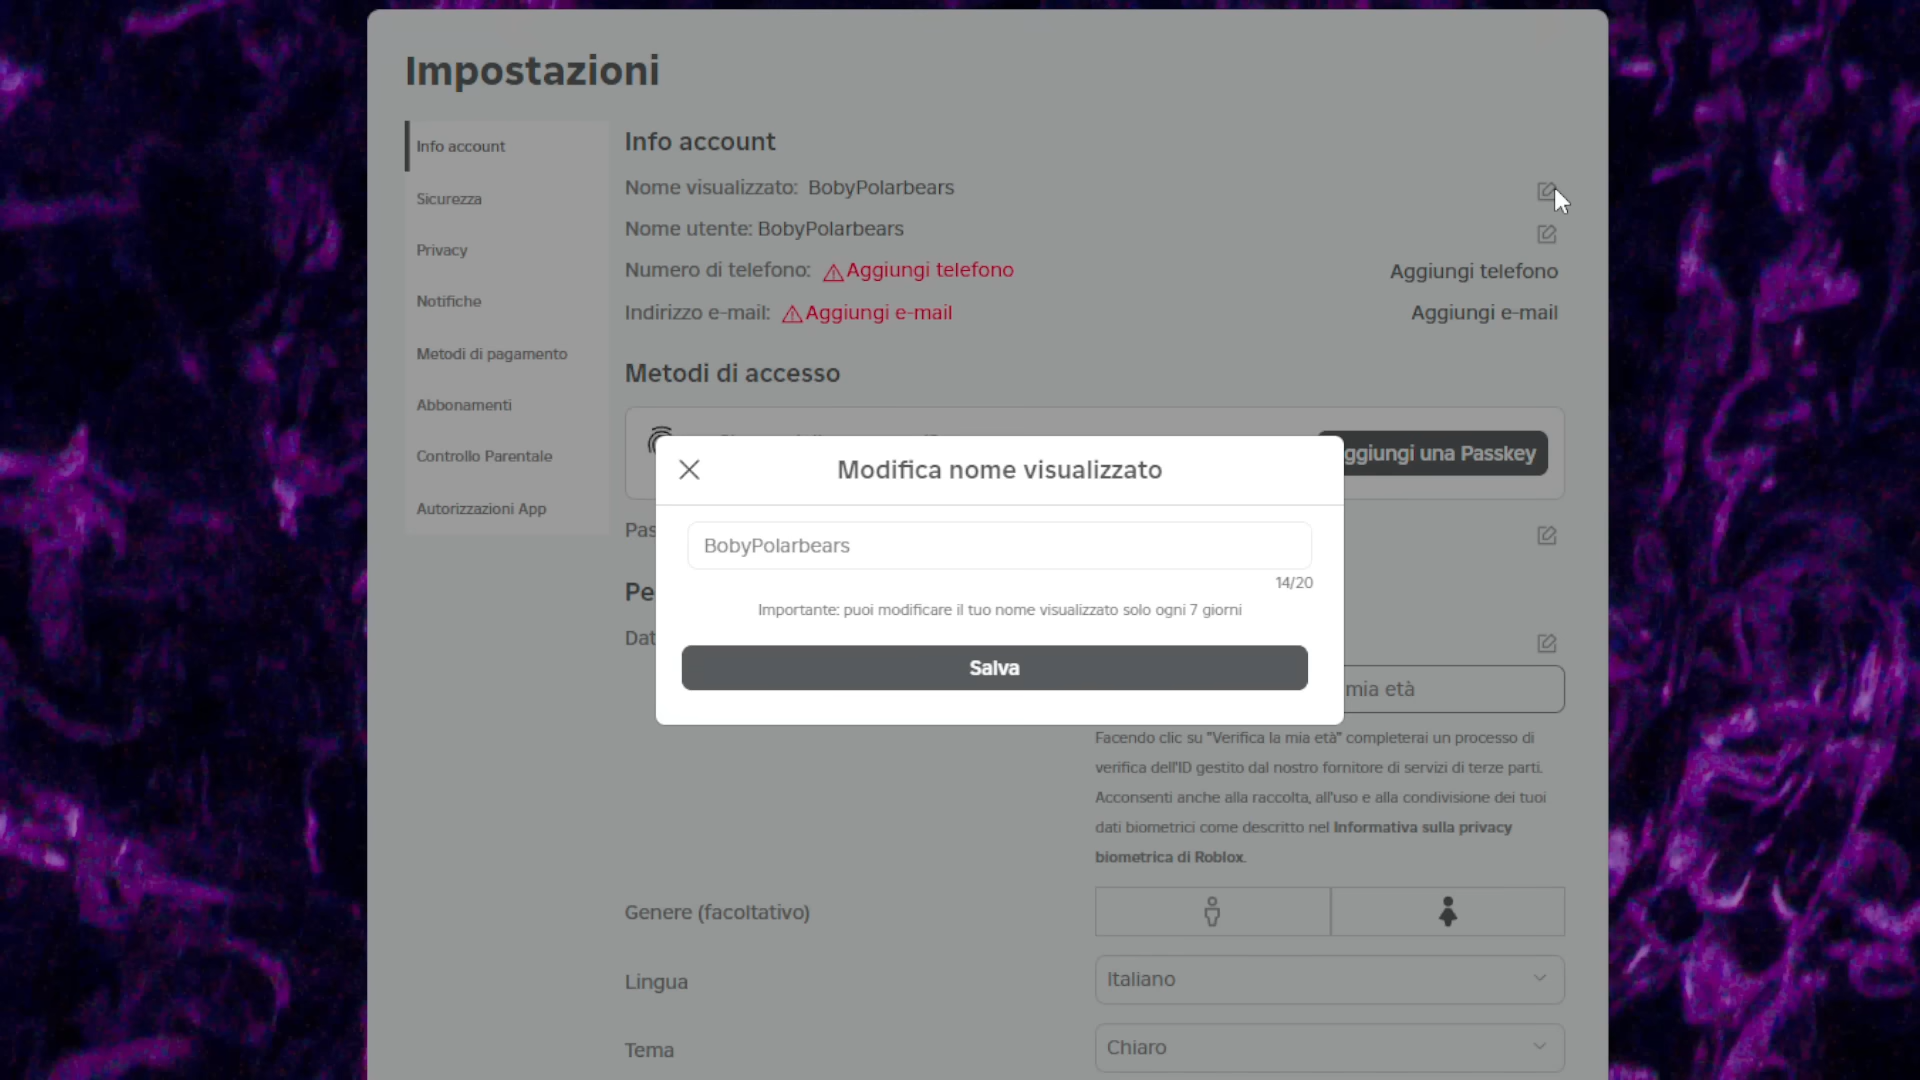 Impostazioni
Info account
Sicurezza
Privacy
Notifiche
Metodi di pagamento
Abbonamenti
Controllo Parentale
Autorizzazioni App
Info account
Nome visualizzato: BobyPolarbears
Nome utente: BobyPolarbears
Numero di telefono: Aggiungi telefono Aggiungi telefono
Indirizzo e-mail: Aggiungi e-mail Aggiungi e-mail
Metodi di accesso
ggiungi una Passkey
Modifica nome visualizzato
BobyPolarbears
14/20
Importante: puoi modificare il tuo nome visualizzato solo ogni 7 giorni
Salva
Pas
Pe
Dat
mia età
Facendo clic su "Verifica la mia età" completerai un processo di
verifica dell'ID gestito dal nostro fornitore di servizi di terze parti.
Acconsenti anche alla raccolta, all'uso e alla condivisione dei tuoi
dati biometrici come descritto nel Informativa sulla privacy
biometrica di Roblox.
Genere (facoltativo)
Lingua Italiano
Tema Chiaro